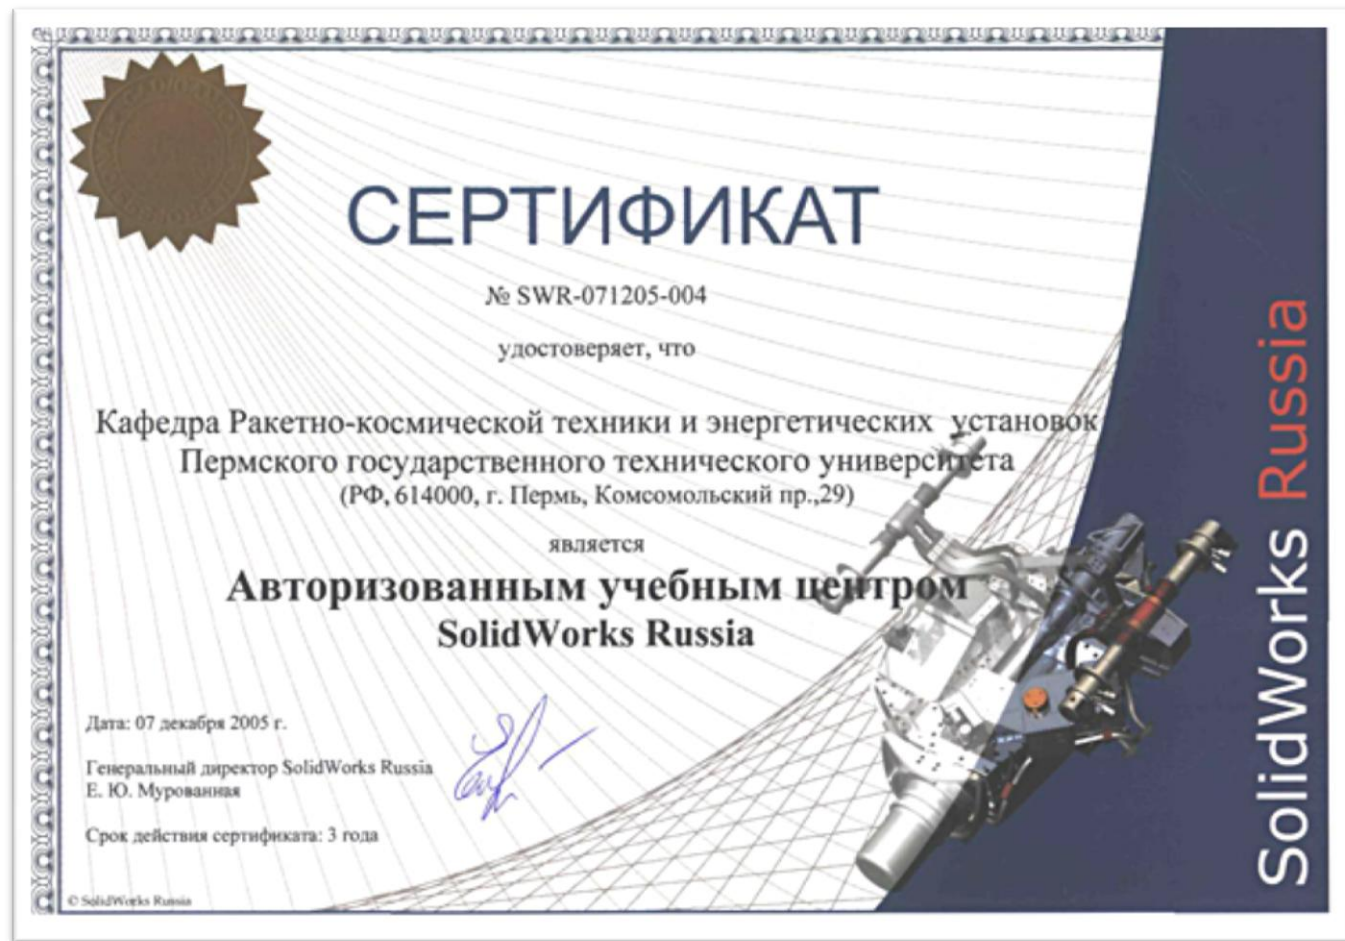 СЕРТИФИКАТ
№ SWR-071205-004
удостоверяет, что
Кафедра Ракетно-космической техники и энергетических установок
Пермского государственного технического университета
(РФ, 614000, г. Пермь, Комсомольский пр.,29)
является
Авторизованным учебным центром
SolidWorks Russia
Дата: 07 декабря 2005 г.
Генеральный директор SolidWorks Russia
Е. Ю. Мурованная
Срок действия сертификата: 3 года
© SolidWorks Russia
SolidWorks Russia